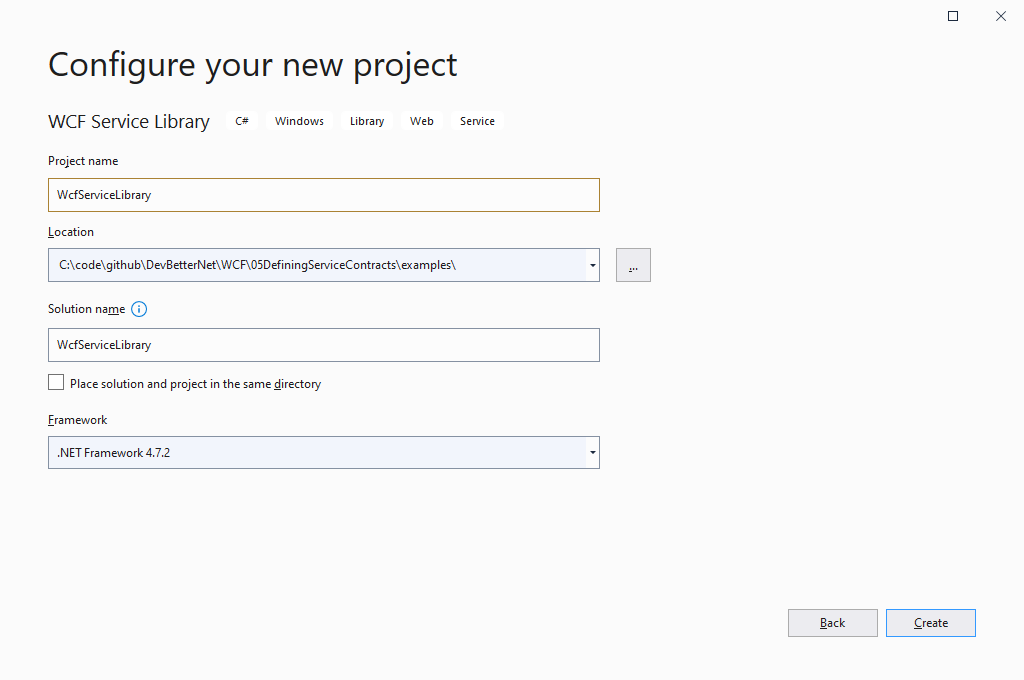 Configure your new project
WCF Service Library C# Windows Library Web Service
Project name
WcfServiceLibrary
Location
C:\code\github\DevBetterNet\WCF\05DefiningServiceContracts\examples\
...
Solution name
WcfServiceLibrary
Place solution and project in the same directory
Framework
.NET Framework 4.7.2
Back Create